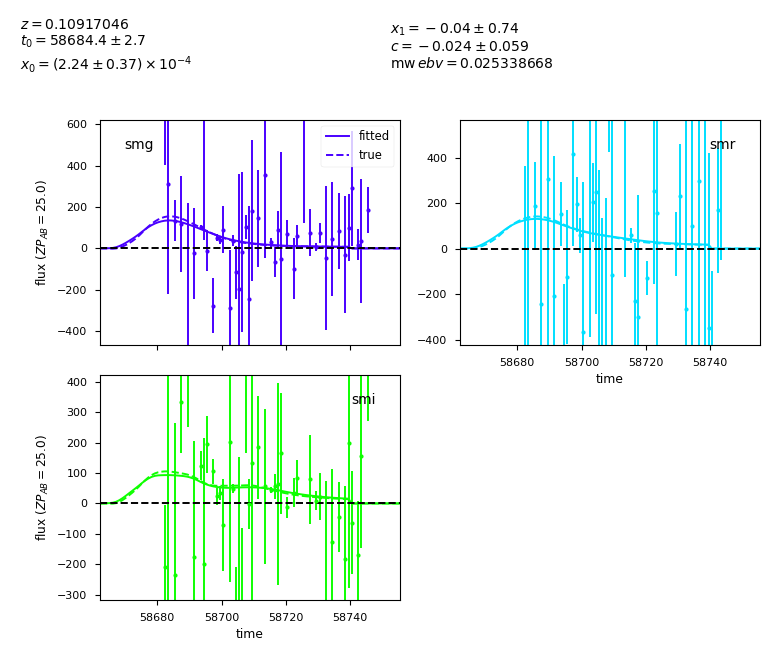 z = 0.10917046
t₀ = 58684.4 ± 2.7
x₀ = (2.24 ± 0.37) × 10⁻⁴
x₁ = −0.04 ± 0.74
c = −0.024 ± 0.059
mw ebv = 0.025338668
smg
fitted
true
600
400
200
0
−200
−400
flux (ZP_AB = 25.0)
smr
400
200
0
−200
−400
58680 58700 58720 58740
time
smi
400
300
200
100
0
−100
−200
−300
flux (ZP_AB = 25.0)
58680 58700 58720 58740
time